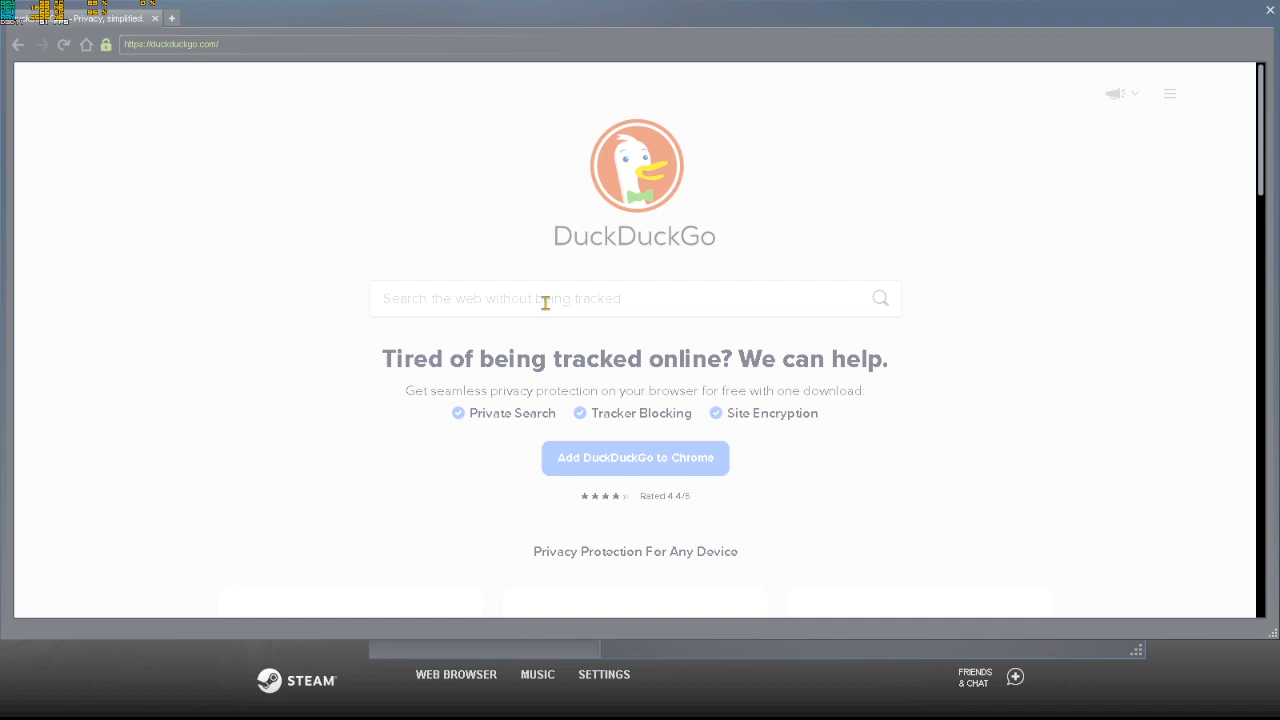 - Privacy, simplified.
https://duckduckgo.com/
DuckDuckGo
Search the web without being tracked
Tired of being tracked online? We can help.
Get seamless privacy protection on your browser for free with one download:
Private Search
Tracker Blocking
Site Encryption
Add DuckDuckGo to Chrome
Rated 4.4/5
Privacy Protection For Any Device
STEAM
WEB BROWSER
MUSIC
SETTINGS
FRIENDS
& CHAT